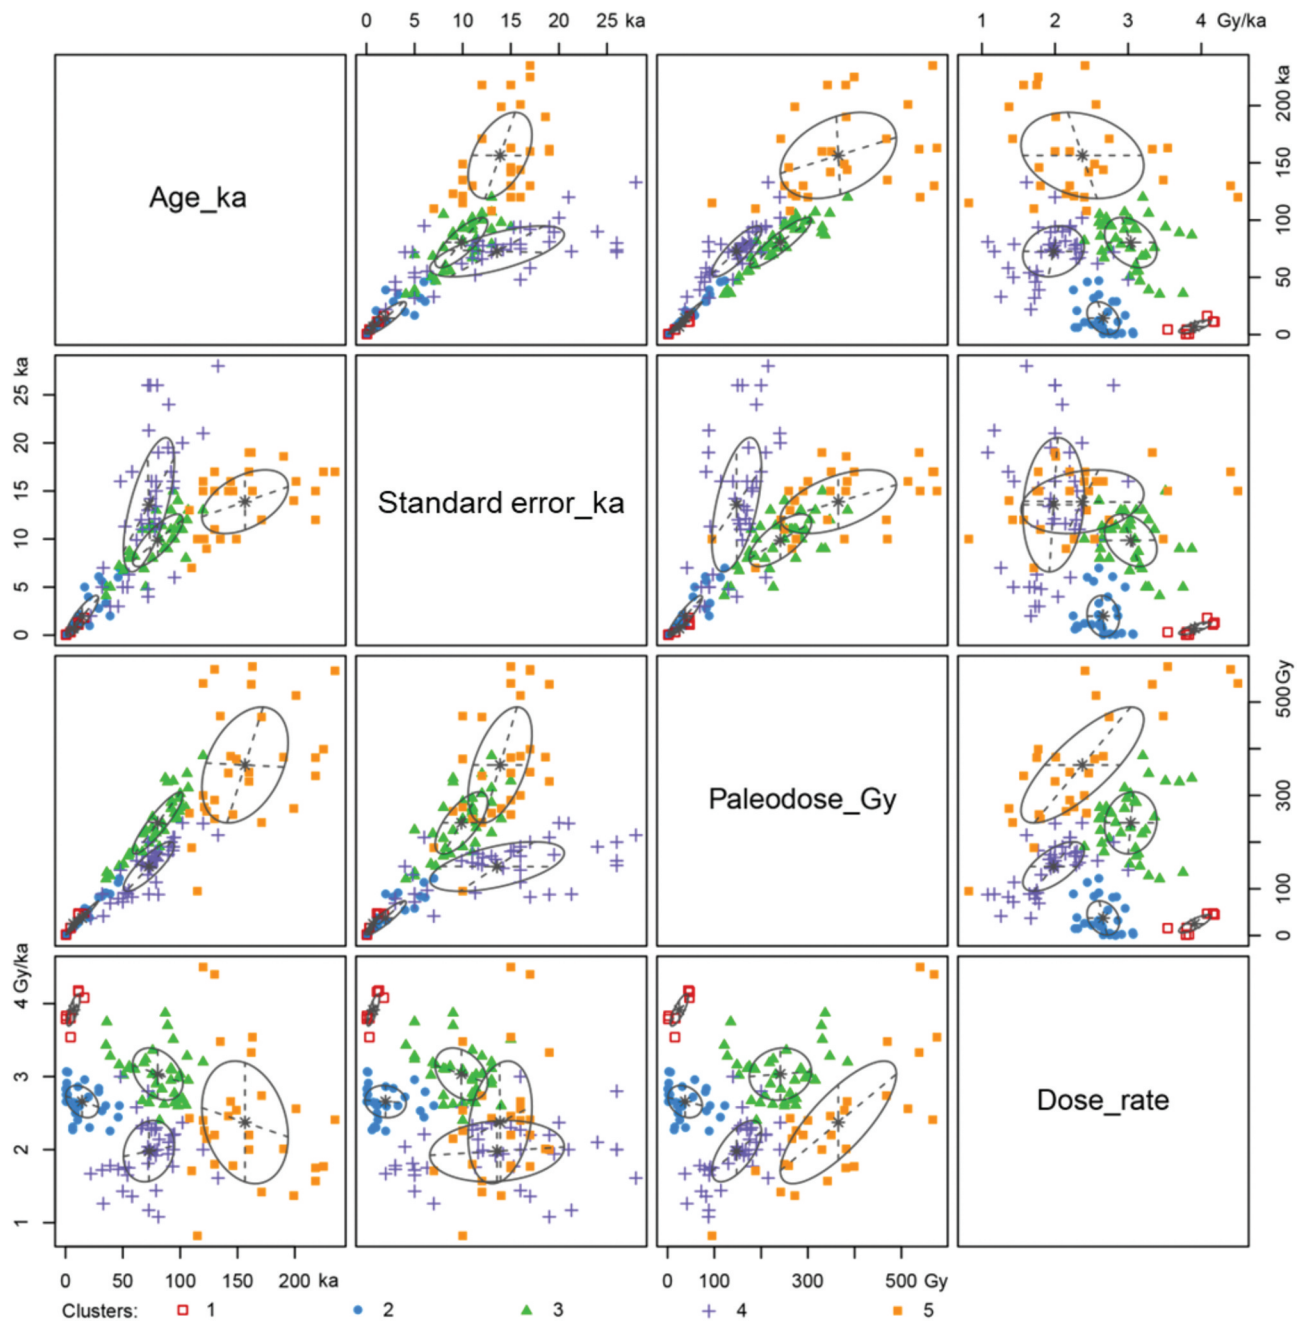 0 5 10 15 20 25 ka 1 2 3 4 Gy/ka
Age_ka
0 50 100 150 200 ka
0 5 10 15 20 25 ka
Standard error_ka
Paleodose_Gy
0 100 300 500 Gy
1 2 3 4 Gy/ka
Dose_rate
0 50 100 150 200 ka 0 100 300 500 Gy
Clusters: 1 2 3 4 5